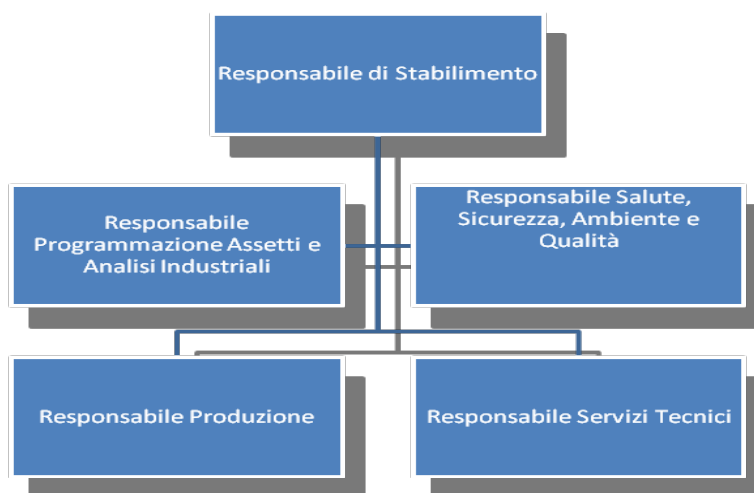 Responsabile di Stabilimento
Responsabile
Programmazione Assetti e
Analisi Industriali
Responsabile Salute,
Sicurezza, Ambiente e
Qualità
Responsabile Produzione
Responsabile Servizi Tecnici